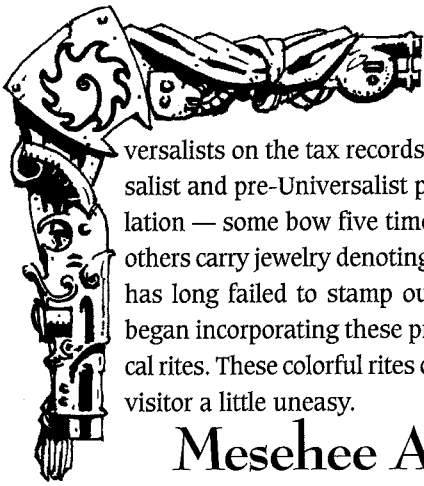 versalists on the tax records
salist and pre-Universalist p
lation — some bow five time
others carry jewelry denoting
has long failed to stamp ou
began incorporating these pr
cal rites. These colorful rites
visitor a little uneasy.
Mesehee A